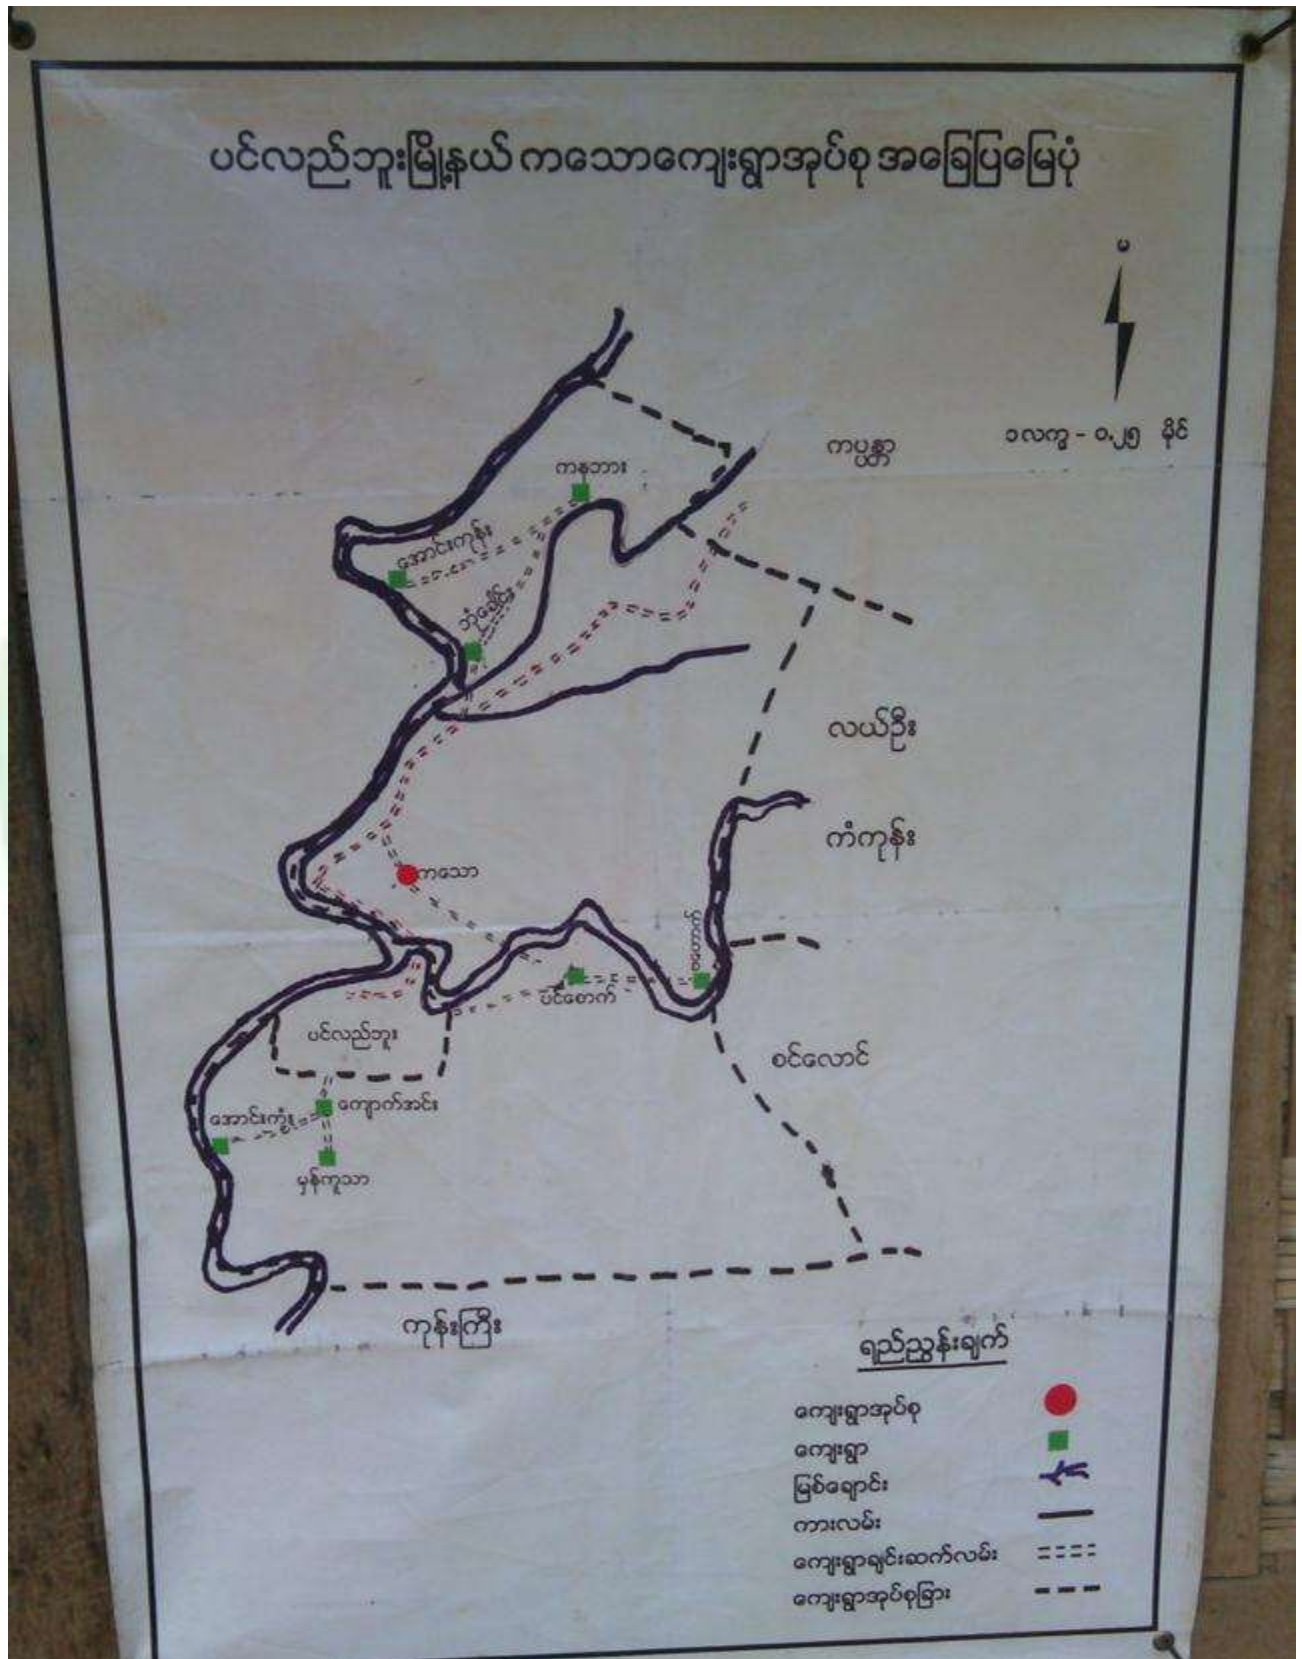 ပင်လည်ဘူးမြို့နယ် ကသောကျေးရွာအုပ်စု အခြေပြမြေပုံ
မ
၁လက္မ - ၀.၂၅ မိုင်
ကပ္ပန္တာ
ကနဘား
အောင်းကုန်း
ဘုံချောင်း
လယ်ဦး
ကံကုန်း
ကသော
ပင်စောက်
ပင်လည်ဘူး
စင်လောင်
ကျောက်အင်း
အောင်းကွဲး
မှန်ကူသာ
ကုန်းကြီး
ရည်ညွှန်းချက်
ကျေးရွာအုပ်စု
ကျေးရွာ
မြစ်ချောင်း
ကားလမ်း
ကျေးရွာချင်းဆက်လမ်း
ကျေးရွာအုပ်စုခြား